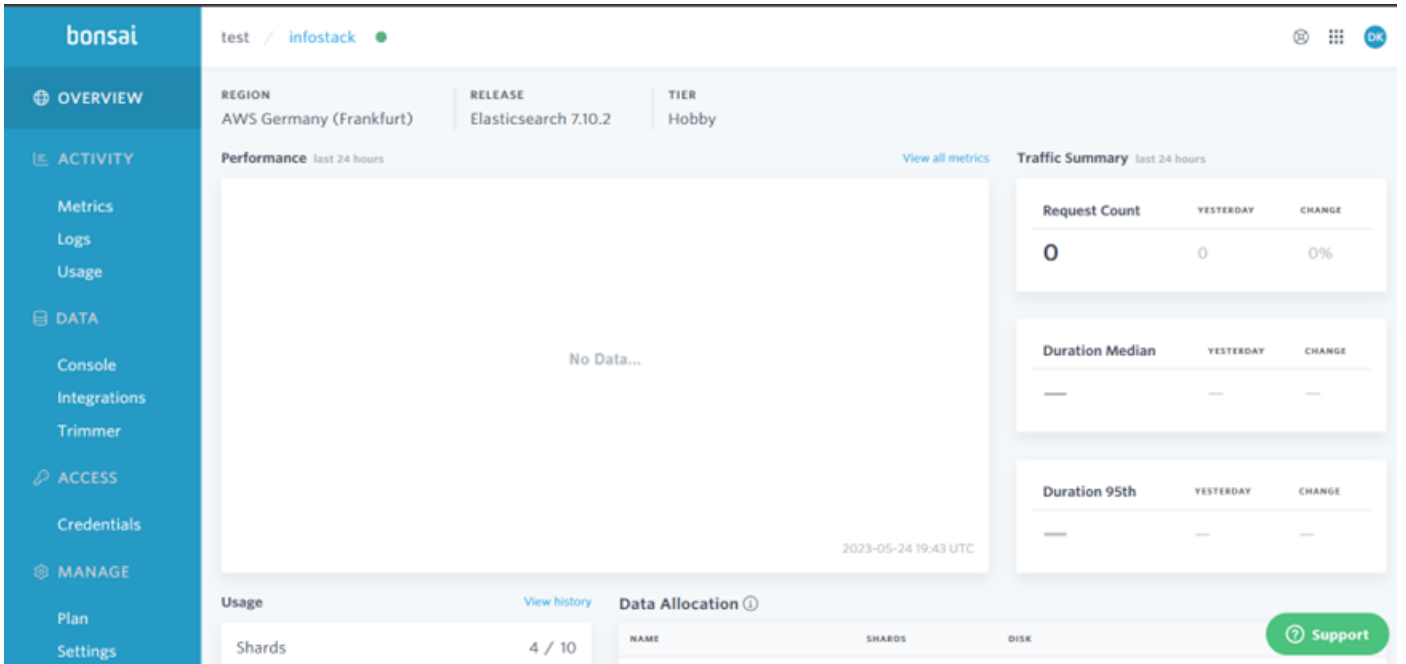 bonsai
test / infostack
DK
OVERVIEW
ACTIVITY
Metrics
Logs
Usage
DATA
Console
Integrations
Trimmer
ACCESS
Credentials
MANAGE
Plan
Settings
REGION RELEASE TIER
AWS Germany (Frankfurt) Elasticsearch 7.10.2 Hobby
Performance last 24 hours View all metrics
No Data...
2023-05-24 19:43 UTC
Traffic Summary last 24 hours
Request Count YESTERDAY CHANGE
0 0 0%
Duration Median YESTERDAY CHANGE
— — —
Duration 95th YESTERDAY CHANGE
— — —
Usage View history
Shards 4 / 10
Data Allocation
NAME SHARDS DISK
Support